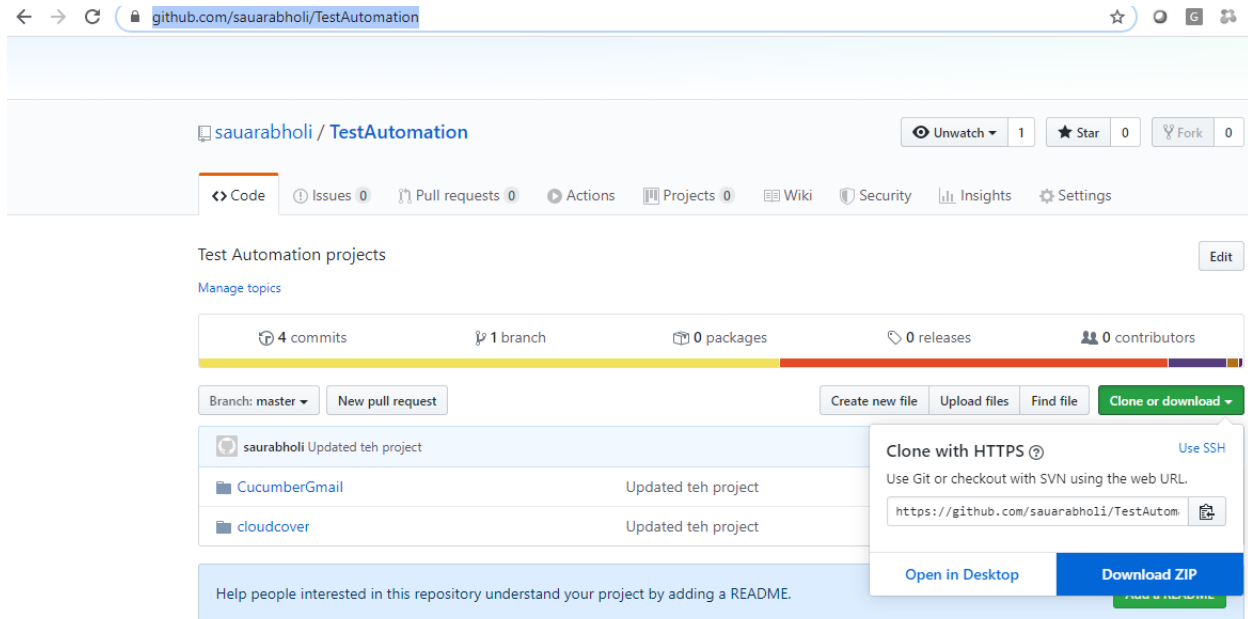 github.com/sauarabholi/TestAutomation
G
sauarabholi / TestAutomation
Unwatch 1 Star 0 Fork 0
Code Issues 0 Pull requests 0 Actions Projects 0 Wiki Security Insights Settings
Test Automation projects
Edit
Manage topics
4 commits 1 branch 0 packages 0 releases 0 contributors
Branch: master New pull request Create new file Upload files Find file Clone or download
saurabholi Updated teh project
CucumberGmail Updated teh project
cloudcover Updated teh project
Clone with HTTPS ? Use SSH
Use Git or checkout with SVN using the web URL.
https://github.com/sauarabholi/TestAutom
Open in Desktop Download ZIP
Help people interested in this repository understand your project by adding a README.
Add a README